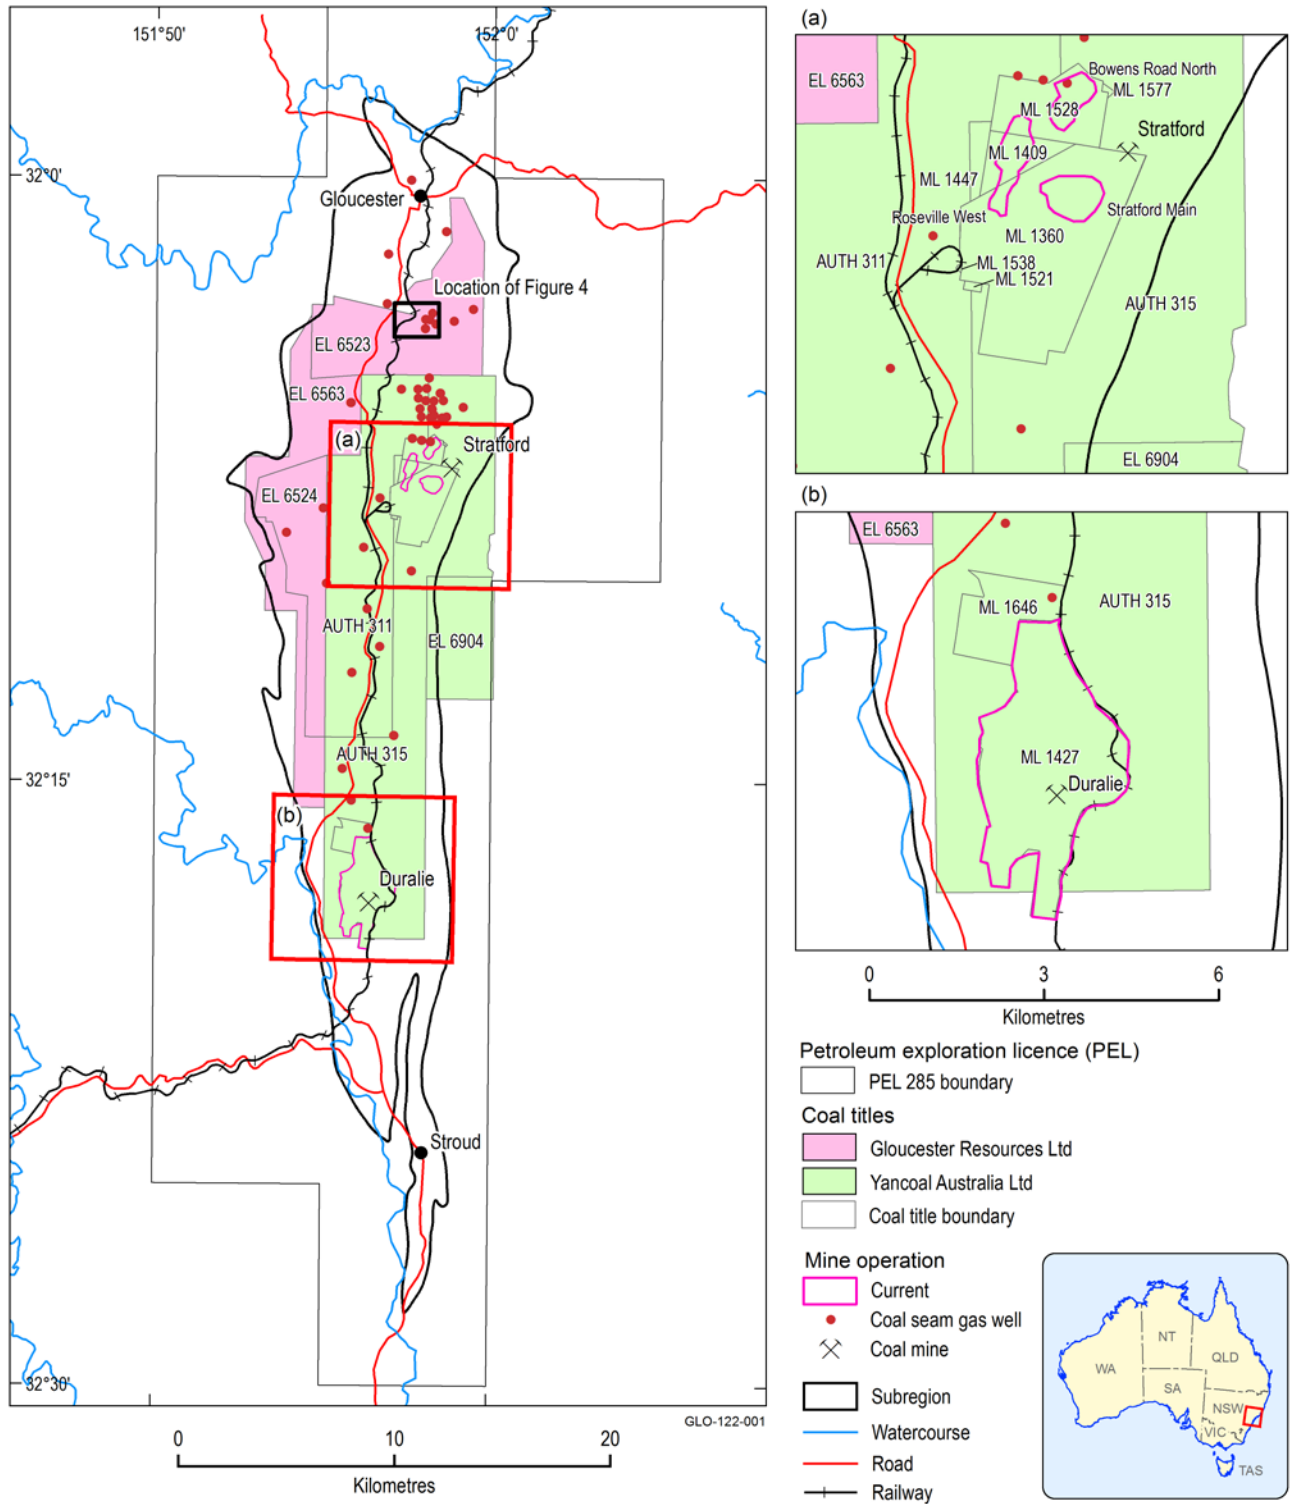 151°50'
152°0'
32°0'
Gloucester
Location of Figure 4
EL 6523
EL 6563
(a)
Stratford
EL 6524
AUTH 311
EL 6904
AUTH 315
32°15'
(b)
Duralie
Stroud
32°30'
GLO-122-001
0 10 20
Kilometres
(a)
EL 6563
Bowens Road North
ML 1577
ML 1528
Stratford
ML 1409
ML 1447
Roseville West
Stratford Main
ML 1360
AUTH 311
ML 1538
ML 1521
AUTH 315
EL 6904
(b)
EL 6563
ML 1646
AUTH 315
ML 1427
Duralie
0 3 6
Kilometres
Petroleum exploration licence (PEL)
PEL 285 boundary
Coal titles
Gloucester Resources Ltd
Yancoal Australia Ltd
Coal title boundary
Mine operation
Current
Coal seam gas well
Coal mine
Subregion
Watercourse
Road
Railway
NT
QLD
WA
SA
NSW
VIC
TAS